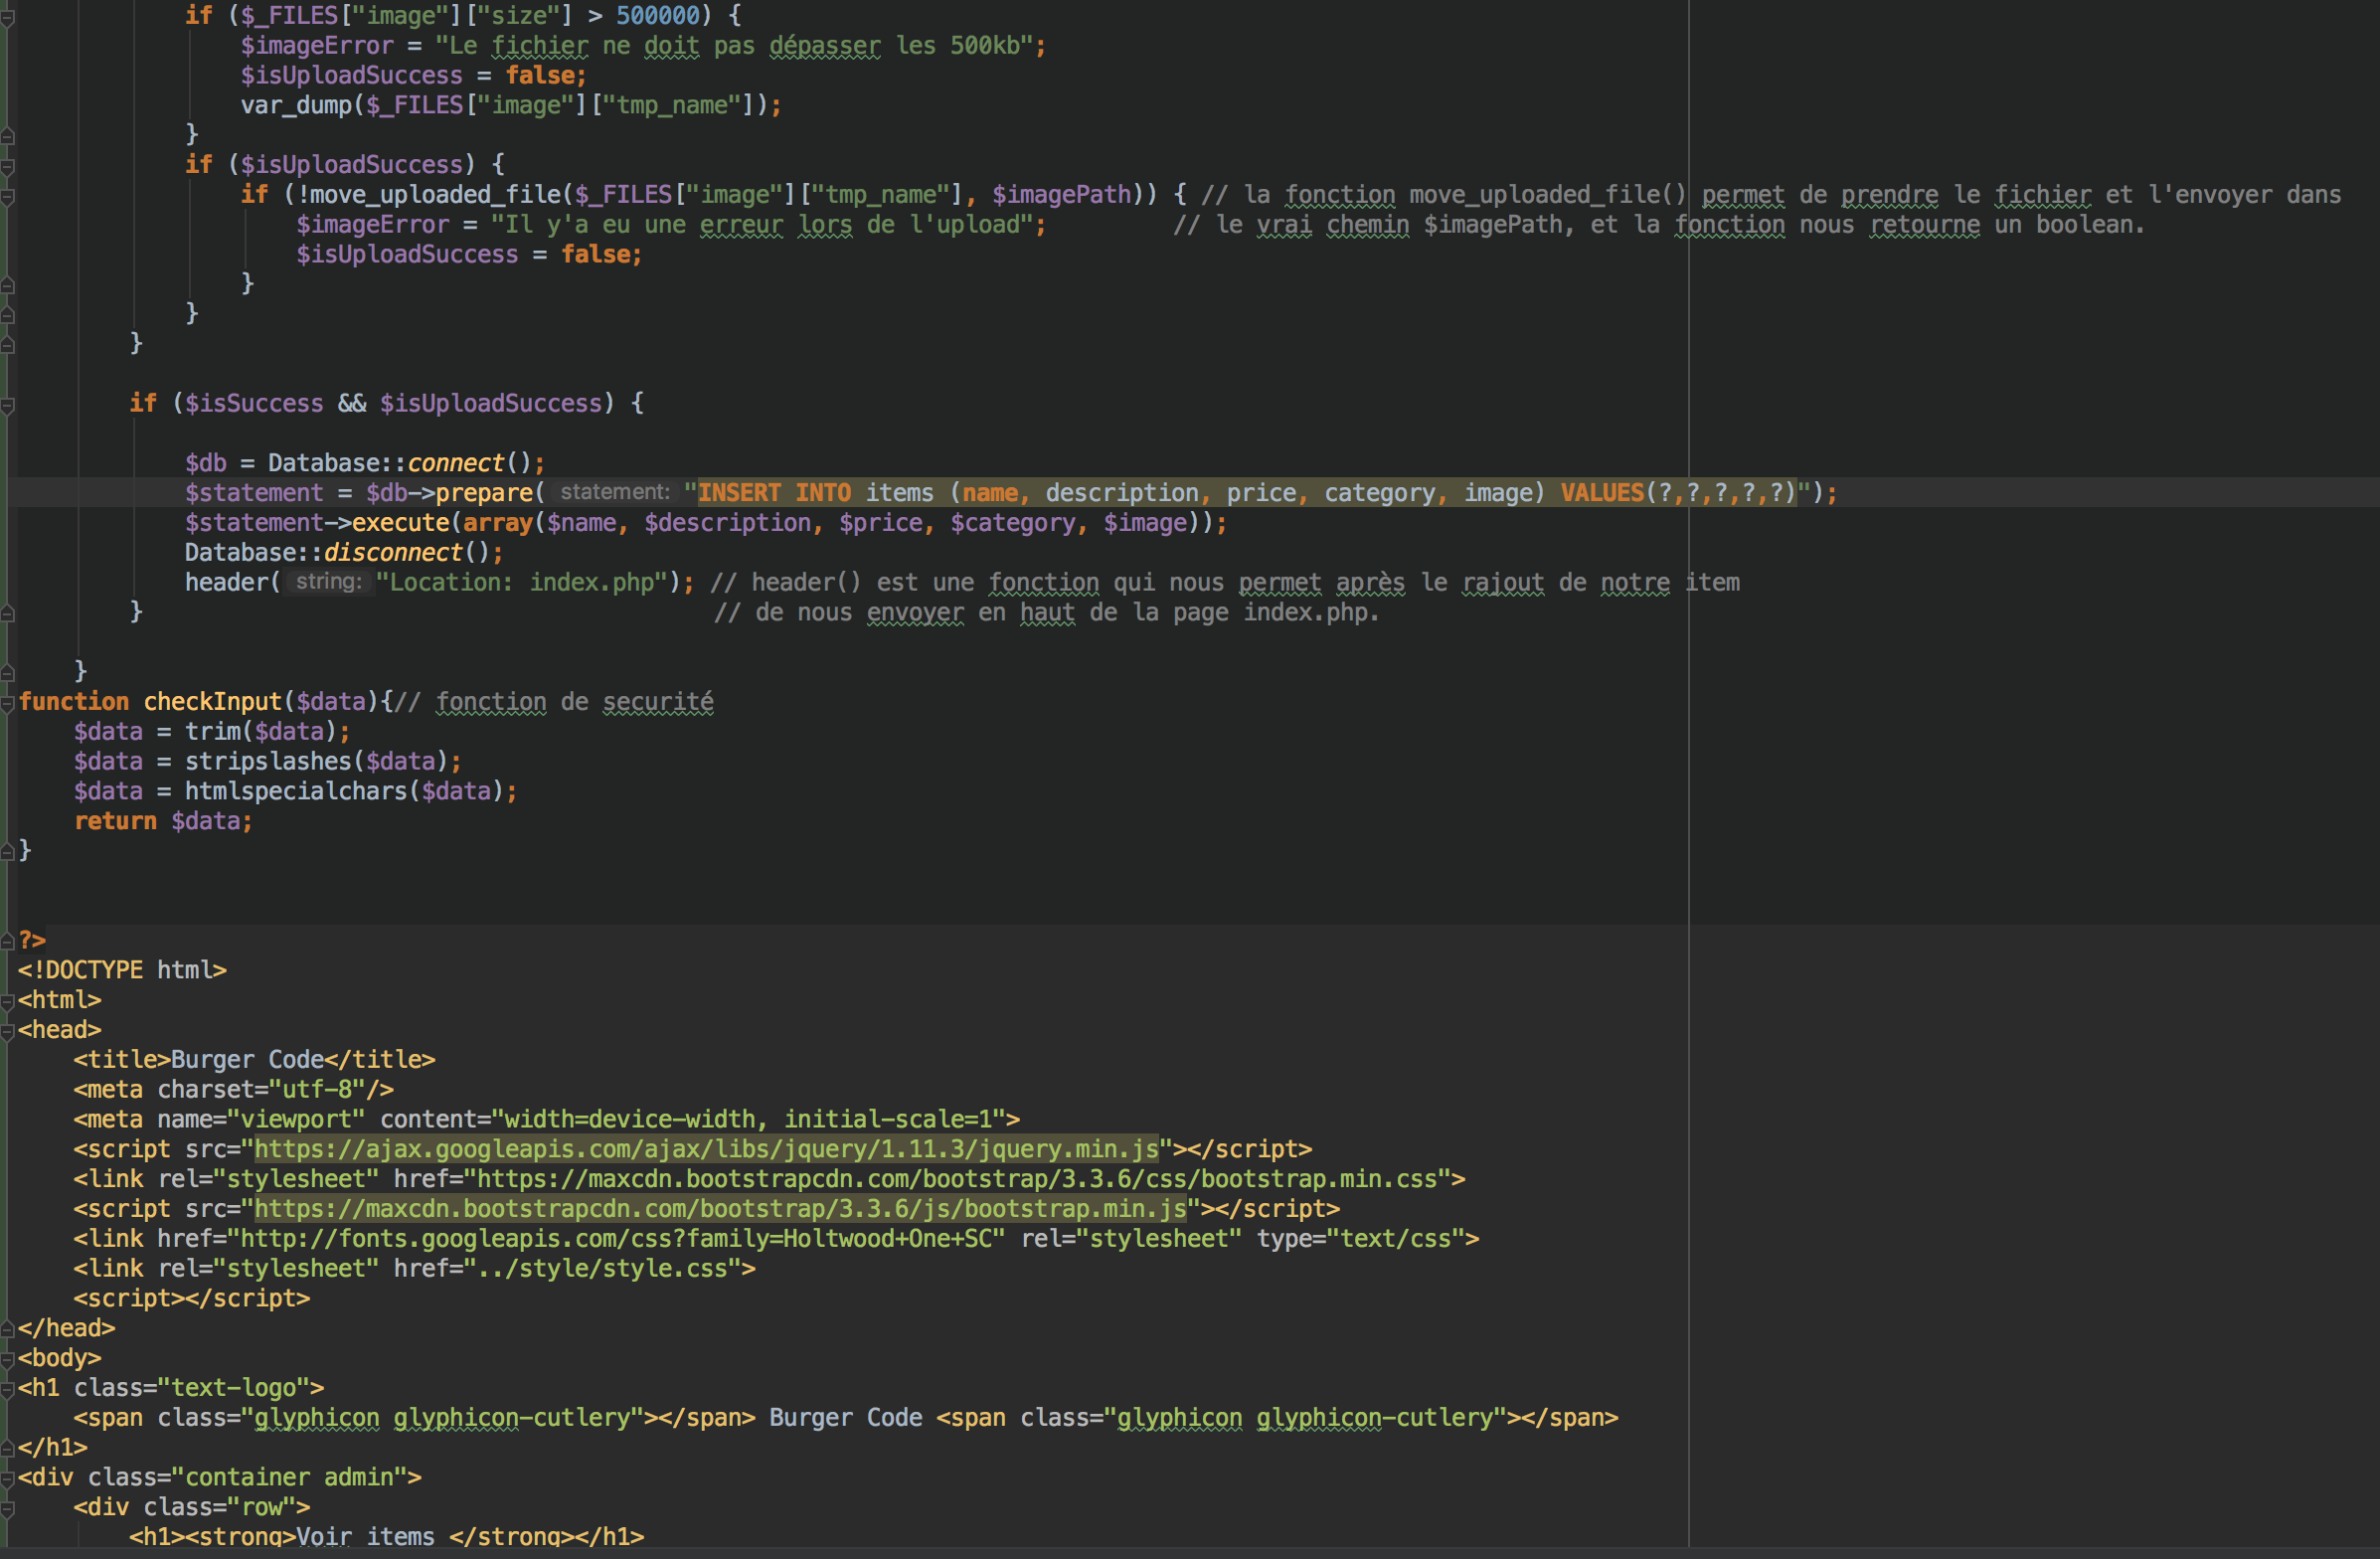 if ($_FILES["image"]["size"] > 500000) {
$imageError = "Le fichier ne doit pas dépasser les 500kb";
$isUploadSuccess = false;
var_dump($_FILES["image"]["tmp_name"]);
}
if ($isUploadSuccess) {
if (!move_uploaded_file($_FILES["image"]["tmp_name"], $imagePath)) { // la fonction move_uploaded_file() permet de prendre le fichier et l'envoyer dans
$imageError = "Il y'a eu une erreur lors de l'upload"; // le vrai chemin $imagePath, et la fonction nous retourne un boolean.
$isUploadSuccess = false;
}
}
}
if ($isSuccess && $isUploadSuccess) {
$db = Database::connect();
$statement = $db->prepare( statement: "INSERT INTO items (name, description, price, category, image) VALUES(?,?,?,?,?)");
$statement->execute(array($name, $description, $price, $category, $image));
Database::disconnect();
header( string: "Location: index.php"); // header() est une fonction qui nous permet après le rajout de notre item
} // de nous envoyer en haut de la page index.php.
}
function checkInput($data){// fonction de securité
$data = trim($data);
$data = stripslashes($data);
$data = htmlspecialchars($data);
return $data;
}
?>
<!DOCTYPE html>
<html>
<head>
<title>Burger Code</title>
<meta charset="utf-8"/>
<meta name="viewport" content="width=device-width, initial-scale=1">
<script src="https://ajax.googleapis.com/ajax/libs/jquery/1.11.3/jquery.min.js"></script>
<link rel="stylesheet" href="https://maxcdn.bootstrapcdn.com/bootstrap/3.3.6/css/bootstrap.min.css">
<script src="https://maxcdn.bootstrapcdn.com/bootstrap/3.3.6/js/bootstrap.min.js"></script>
<link href="http://fonts.googleapis.com/css?family=Holtwood+One+SC" rel="stylesheet" type="text/css">
<link rel="stylesheet" href="../style/style.css">
<script></script>
</head>
<body>
<h1 class="text-logo">
<span class="glyphicon glyphicon-cutlery"></span> Burger Code <span class="glyphicon glyphicon-cutlery"></span>
</h1>
<div class="container admin">
<div class="row">
<h1><strong>Voir items </strong></h1>